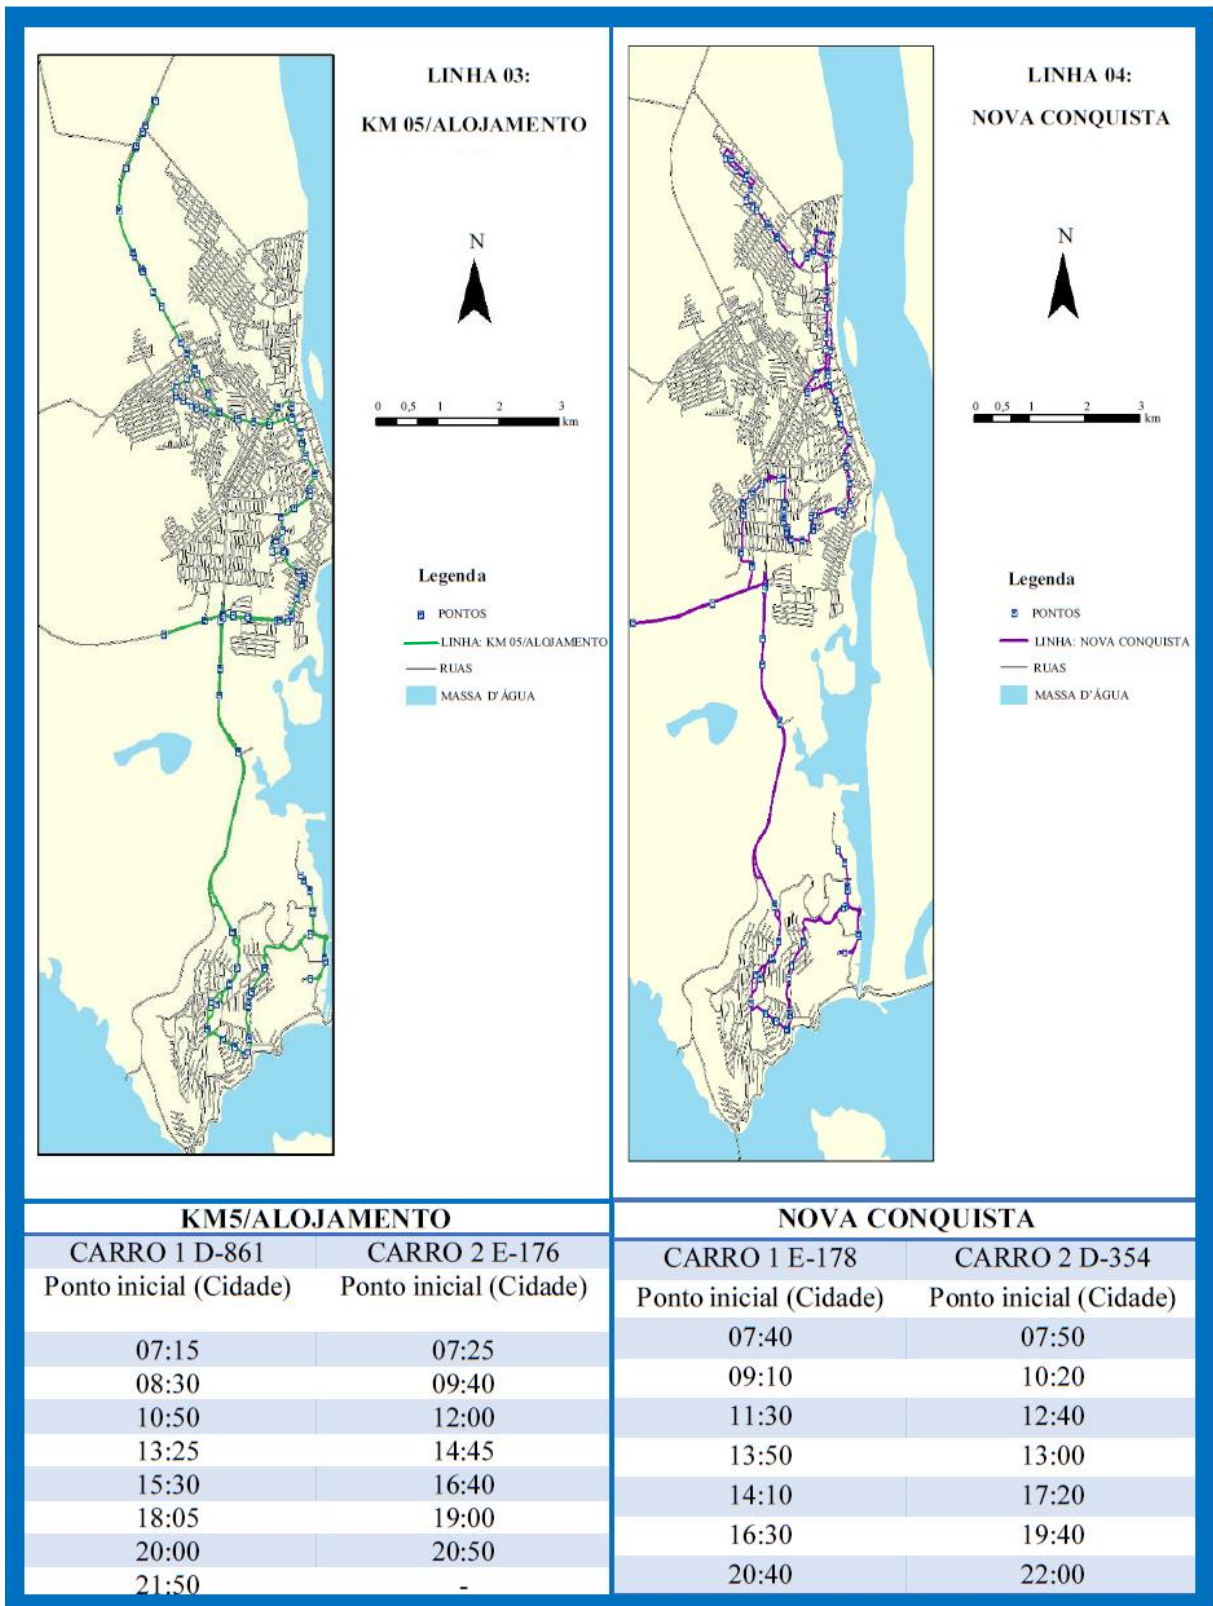 LINHA 03:
KM 05/ALOJAMENTO
N
0 0,5 1 2 3
km
Legenda
PONTOS
LINHA: KM 05/ALOJAMENTO
RUAS
MASSA D'ÁGUA
LINHA 04:
NOVA CONQUISTA
N
0 0,5 1 2 3
km
Legenda
PONTOS
LINHA: NOVA CONQUISTA
RUAS
MASSA D'ÁGUA
KM5/ALOJAMENTO
CARRO 1 D-861 CARRO 2 E-176
Ponto inicial (Cidade) Ponto inicial (Cidade)
07:15 07:25
08:30 09:40
10:50 12:00
13:25 14:45
15:30 16:40
18:05 19:00
20:00 20:50
21:50 -
NOVA CONQUISTA
CARRO 1 E-178 CARRO 2 D-354
Ponto inicial (Cidade) Ponto inicial (Cidade)
07:40 07:50
09:10 10:20
11:30 12:40
13:50 13:00
14:10 17:20
16:30 19:40
20:40 22:00